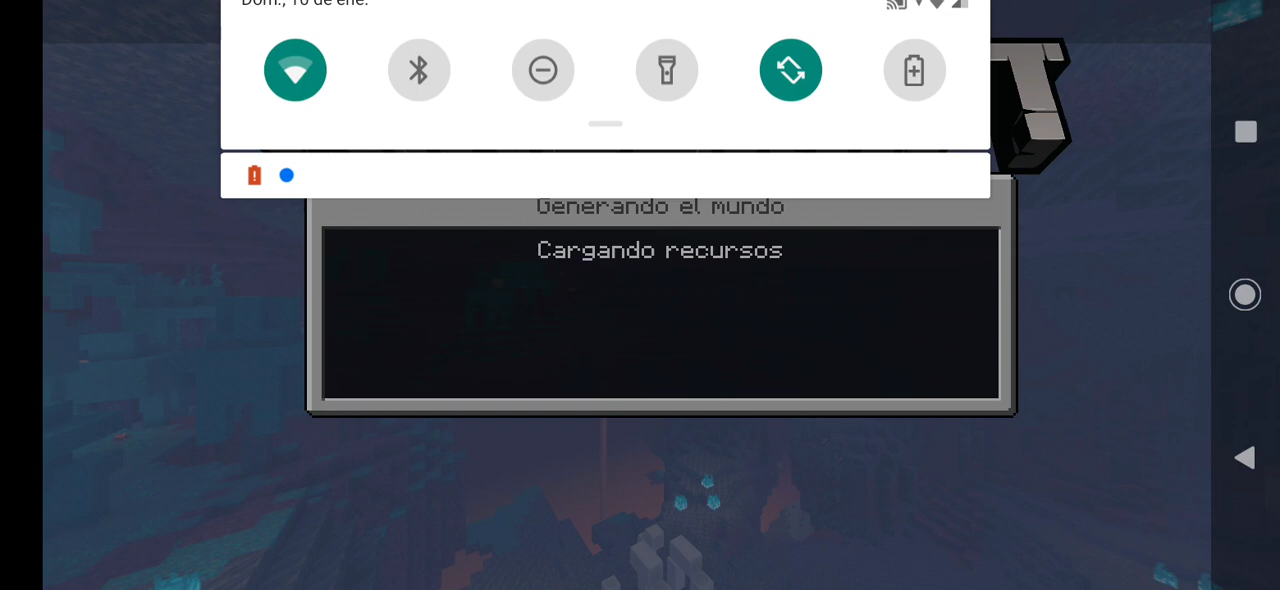 Dom., 10 de ene.
T
Generando el mundo
Cargando recursos